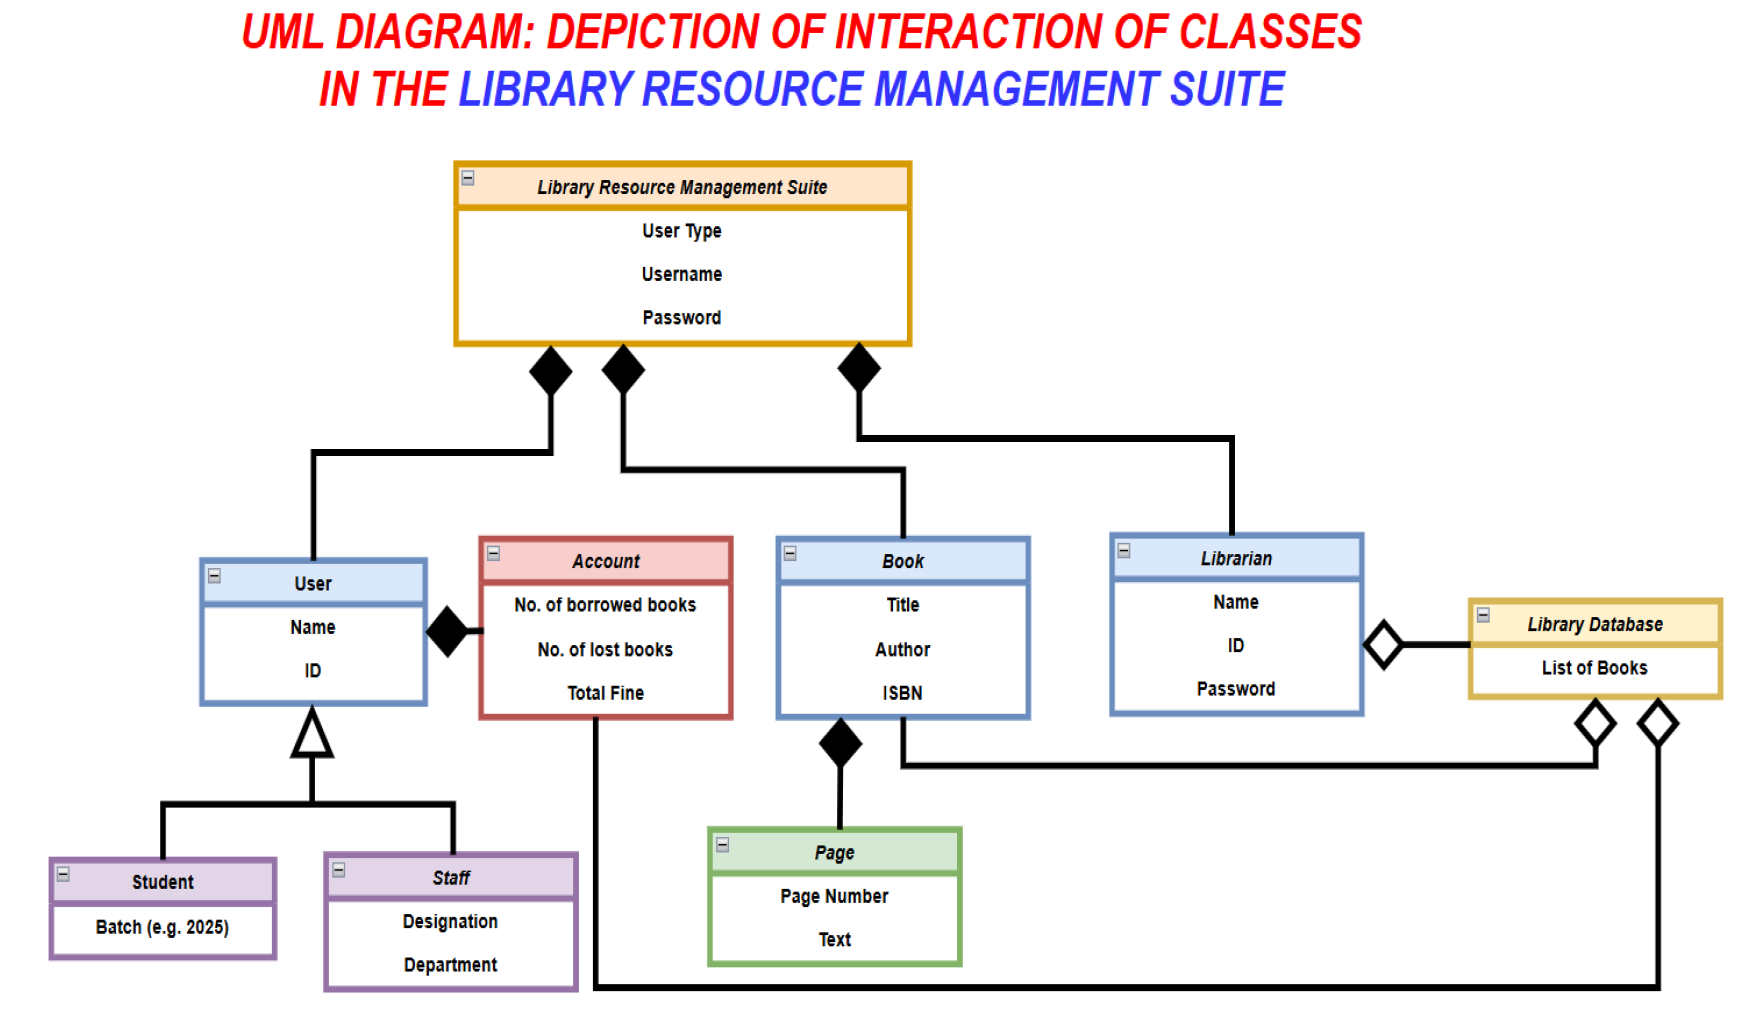 UML DIAGRAM: DEPICTION OF INTERACTION OF CLASSES
IN THE LIBRARY RESOURCE MANAGEMENT SUITE
Library Resource Management Suite
User Type
Username
Password
User
Name
ID
Account
No. of borrowed books
No. of lost books
Total Fine
Book
Title
Author
ISBN
Librarian
Name
ID
Password
Library Database
List of Books
Student
Batch (e.g. 2025)
Staff
Designation
Department
Page
Page Number
Text